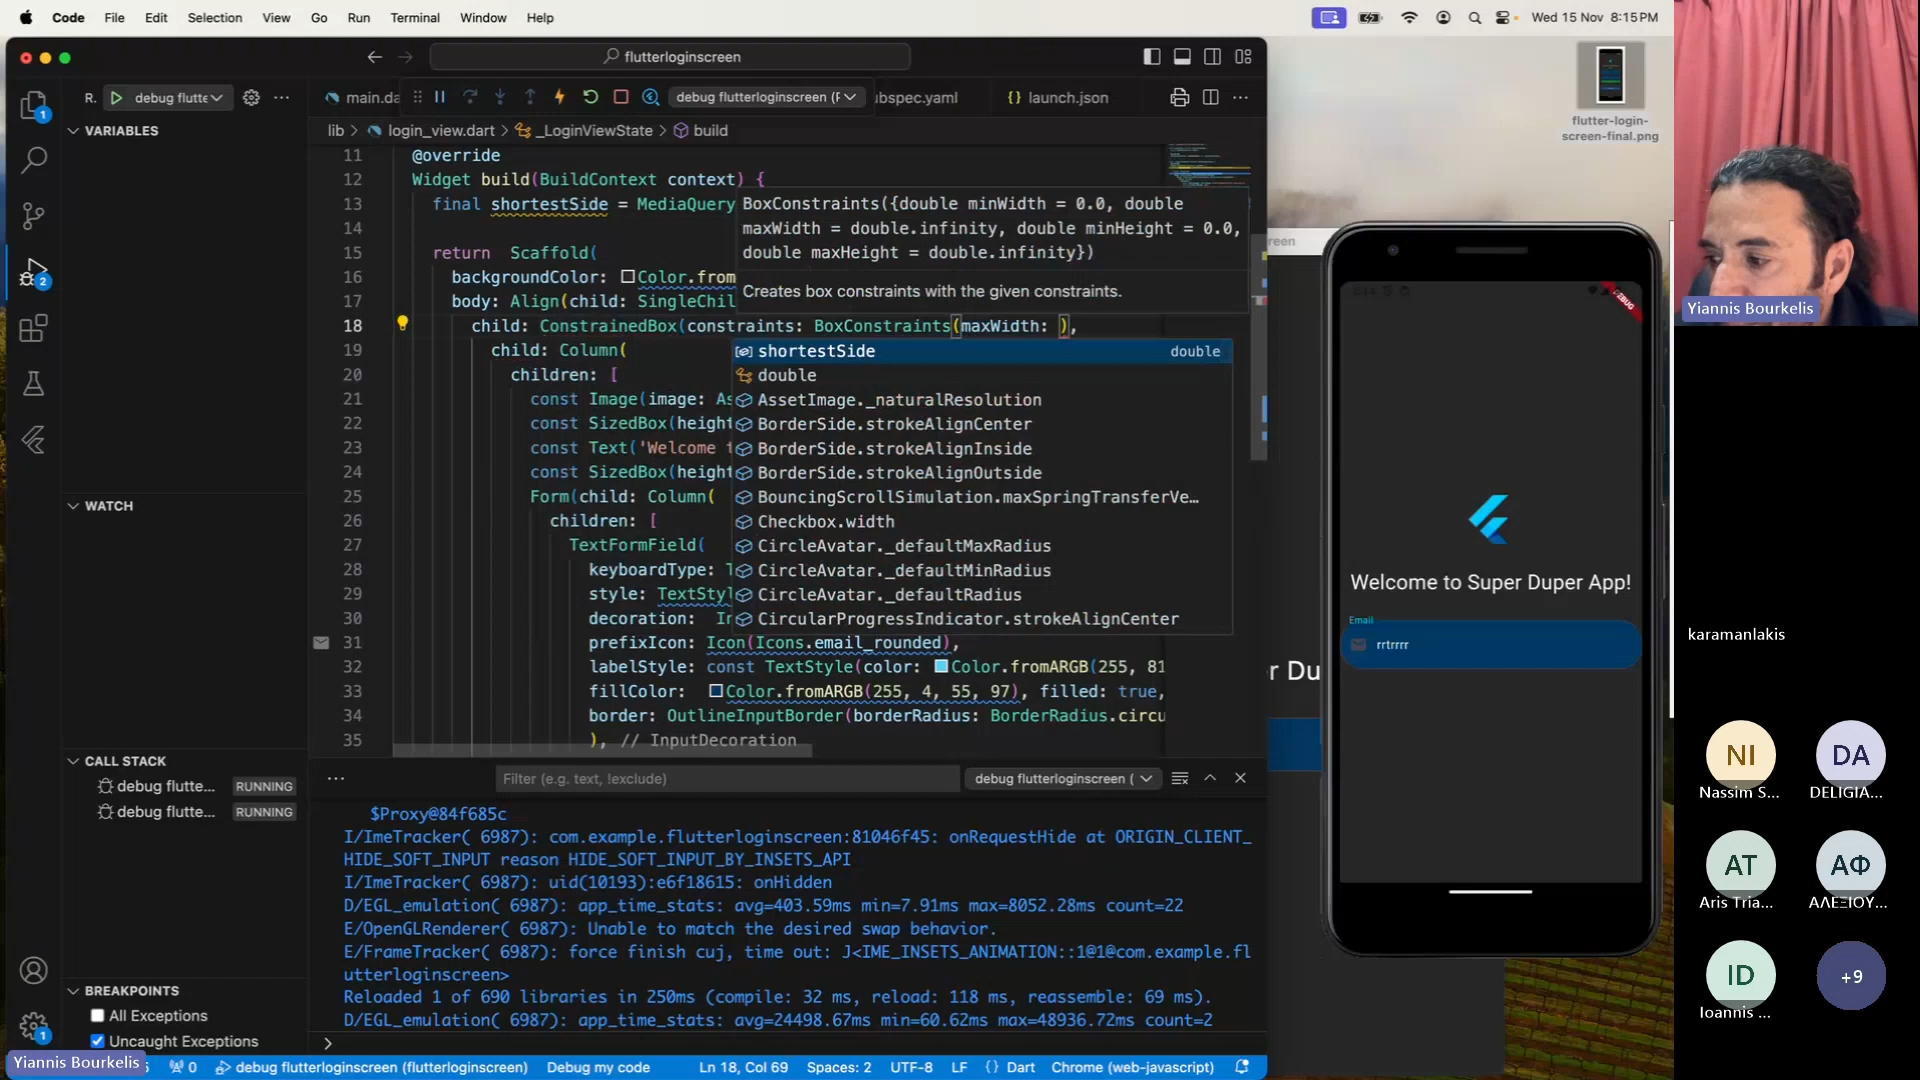 Code File Edit Selection View Go Run Terminal Window Help
Wed 15 Nov 8:15 PM
flutterloginscreen
R. debug flutte
main.da
debug flutterloginscreen (F
ubspec.yaml
launch.json
lib > login_view.dart > _LoginViewState > build
VARIABLES
WATCH
CALL STACK
debug flutte... RUNNING
debug flutte... RUNNING
BREAKPOINTS
All Exceptions
Uncaught Exceptions
1
2
1
11 @override
12 Widget build(BuildContext context) {
13 final shortestSide = MediaQuery
14
15 return Scaffold(
16 backgroundColor: Color.from
17 body: Align(child: SingleChil
18 child: ConstrainedBox(constraints: BoxConstraints(maxWidth: ),
19 child: Column(
20 children: [
21 const Image(image: As
22 const SizedBox(height
23 const Text('Welcome t
24 const SizedBox(height
25 Form(child: Column(
26 children: [
27 TextFormField(
28 keyboardType: T
29 style: TextStyl
30 decoration: In
31 prefixIcon: Icon(Icons.email_rounded),
32 labelStyle: const TextStyle(color: Color.fromARGB(255, 81
33 fillColor: Color.fromARGB(255, 4, 55, 97), filled: true,
34 border: OutlineInputBorder(borderRadius: BorderRadius.circu
35 ), // InputDecoration
BoxConstraints({double minWidth = 0.0, double
maxWidth = double.infinity, double minHeight = 0.0,
double maxHeight = double.infinity})
Creates box constraints with the given constraints.
shortestSide double
double
AssetImage._naturalResolution
BorderSide.strokeAlignCenter
BorderSide.strokeAlignInside
BorderSide.strokeAlignOutside
BouncingScrollSimulation.maxSpringTransferVe…
Checkbox.width
CircleAvatar._defaultMaxRadius
CircleAvatar._defaultMinRadius
CircleAvatar._defaultRadius
CircularProgressIndicator.strokeAlignCenter
Filter (e.g. text, !exclude)
debug flutterloginscreen (
$Proxy@84f685c
I/ImeTracker( 6987): com.example.flutterloginscreen:81046f45: onRequestHide at ORIGIN_CLIENT_
HIDE_SOFT_INPUT reason HIDE_SOFT_INPUT_BY_INSETS_API
I/ImeTracker( 6987): uid(10193):e6f18615: onHidden
D/EGL_emulation( 6987): app_time_stats: avg=403.59ms min=7.91ms max=8052.28ms count=22
E/OpenGLRenderer( 6987): Unable to match the desired swap behavior.
E/FrameTracker( 6987): force finish cuj, time out: J<IME_INSETS_ANIMATION::1@1@com.example.fl
utterloginscreen>
Reloaded 1 of 690 libraries in 250ms (compile: 32 ms, reload: 118 ms, reassemble: 69 ms).
D/EGL_emulation( 6987): app_time_stats: avg=24498.67ms min=60.62ms max=48936.72ms count=2
>
Yiannis Bourkelis
0
debug flutterloginscreen (flutterloginscreen)
Debug my code
Ln 18, Col 69 Spaces: 2 UTF-8 LF {} Dart Chrome (web-javascript)
flutter-login-
screen-final.png
reen
r Du
DEBUG
Welcome to Super Duper App!
Email
rrtrrrr
Yiannis Bourkelis
karamanlakis
NI
Nassim S...
DA
DELIGIA...
AT
Aris Tria...
ΑΦ
ΑΛΕΞΙΟΥ...
ID
Ioannis ...
+9